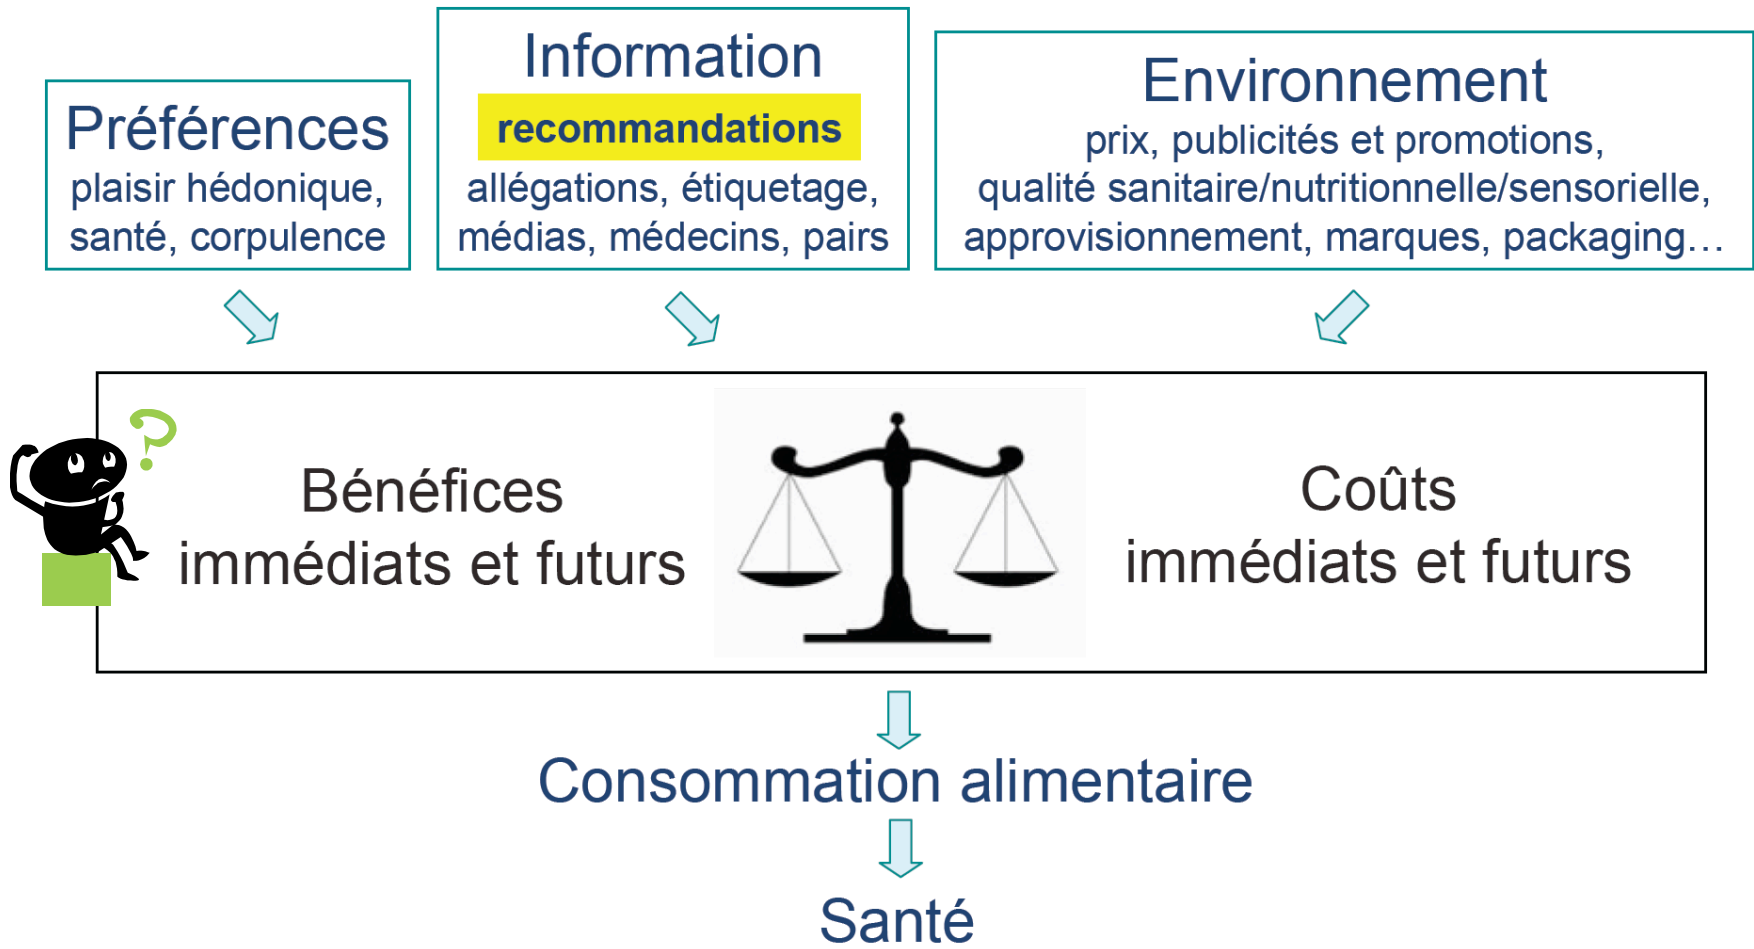 Préférences
plaisir hédonique,
santé, corpulence
Information
recommandations
allégations, étiquetage,
médias, médecins, pairs
Environnement
prix, publicités et promotions,
qualité sanitaire/nutritionnelle/sensorielle,
approvisionnement, marques, packaging…
?
Bénéfices
immédiats et futurs
Coûts
immédiats et futurs
Consommation alimentaire
Santé